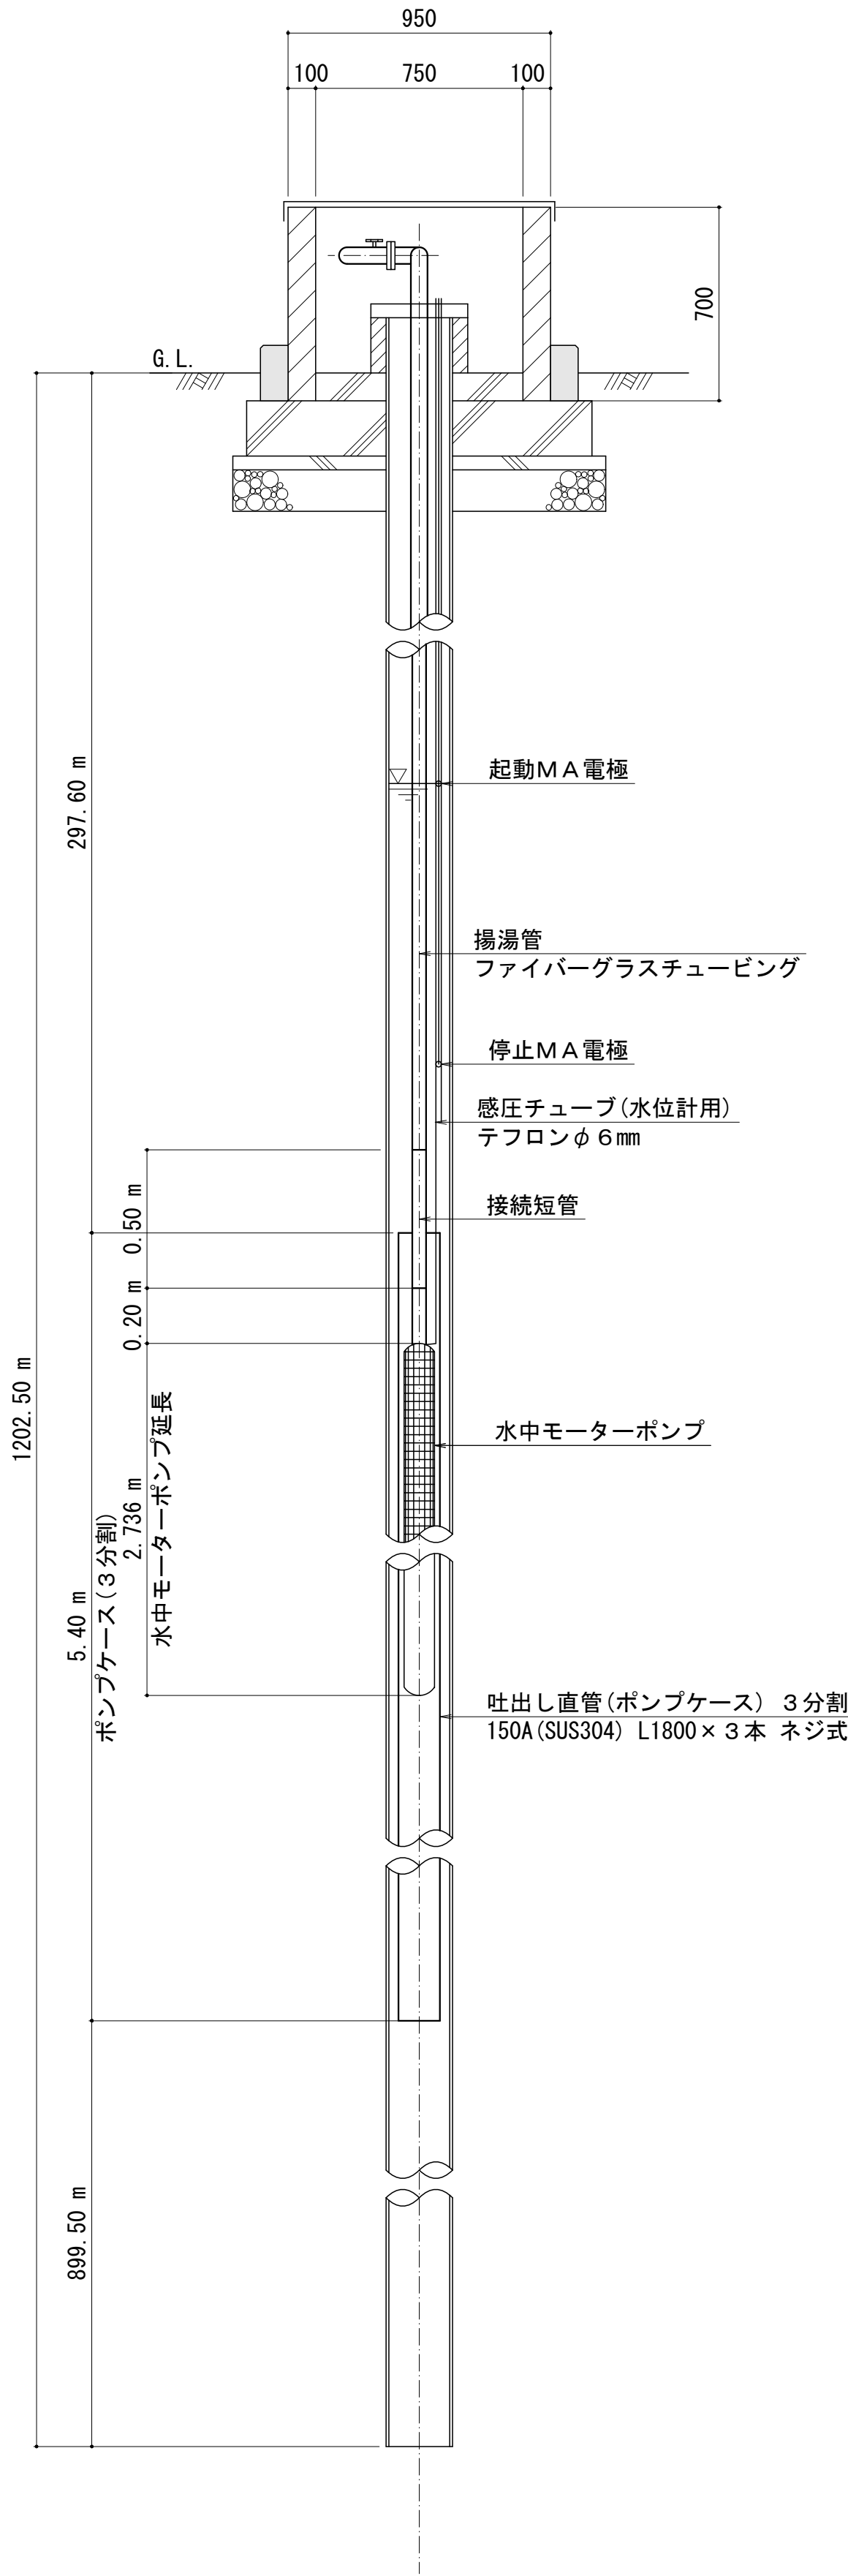 950
100 750 100
700
G.L.
起動ＭＡ電極
297.60 m
揚湯管
ファイバーグラスチュービング
停止ＭＡ電極
感圧チューブ(水位計用)
テフロンφ６㎜
接続短管
0.50 m
0.20 m
1202.50 m
水中モーターポンプ
2.736 m
水中モーターポンプ延長
5.40 m
ポンプケース(３分割)
吐出し直管(ポンプケース) ３分割
150A(SUS304) L1800×３本 ネジ式
899.50 m